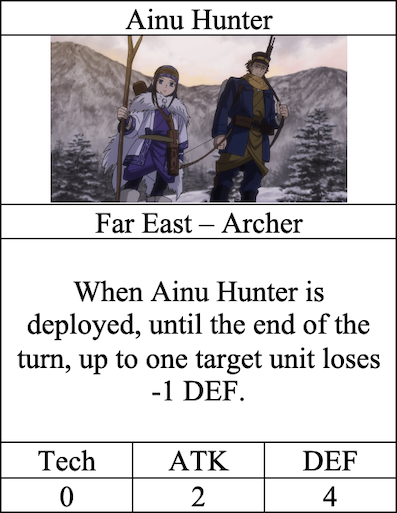 Ainu Hunter
Far East – Archer
When Ainu Hunter is
deployed, until the end of the
turn, up to one target unit loses
-1 DEF.
Tech ATK DEF
0 2 4